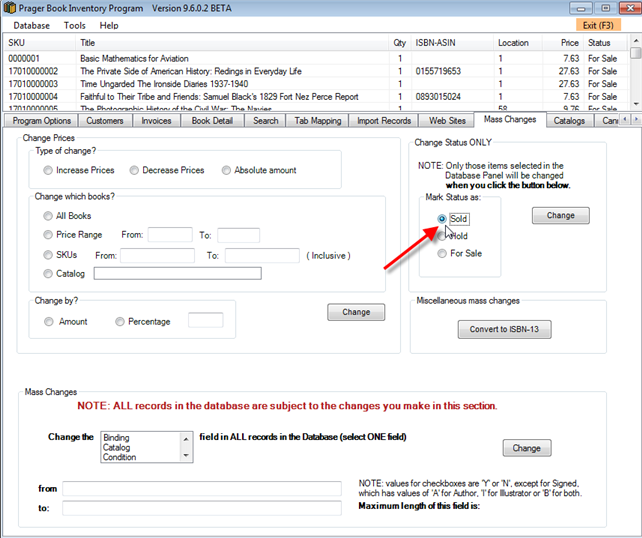 Prager Book Inventory Program    Version 9.6.0.2 BETA
Database Tools Help Exit (F3)
SKU Title Qty ISBN-ASIN Location Price Status
0000001 Basic Mathematics for Aviation 1 1 7.63 For Sale
17010000002 The Private Side of American History: Redings in Everyday Life 1 0155719653 1 27.63 For Sale
17010000003 Time Ungarded The Ironside Diaries 1937-1940 1 1 27.63 For Sale
17010000004 Faithful to Their Tribe and Friends: Samuel Black's 1829 Fort Nez Perce Report 1 0893015024 1 7.63 For Sale
17010000005 The Photographic History of the Civil War: The Navies 1 58 9.76 For Sale
Program Options Customers Invoices Book Detail Search Tab Mapping Import Records Web Sites Mass Changes Catalogs Can
Change Prices
Type of change?
Increase Prices Decrease Prices Absolute amount
Change which books?
All Books
Price Range From: To:
SKUs From: To: ( Inclusive )
Catalog
Change by?
Amount Percentage
Change
Change Status ONLY
NOTE: Only those items selected in the
Database Panel will be changed
when you click the button below.
Mark Status as:
Sold
Hold
For Sale
Change
Miscellaneous mass changes
Convert to ISBN-13
Mass Changes
NOTE: ALL records in the database are subject to the changes you make in this section.
Change the
Binding
Catalog
Condition
field in ALL records in the Database (select ONE field)
Change
from
to:
NOTE: values for checkboxes are 'Y' or 'N', except for Signed,
which has values of 'A' for Author, 'I' for Illustrator or 'B' for both.
Maximum length of this field is: